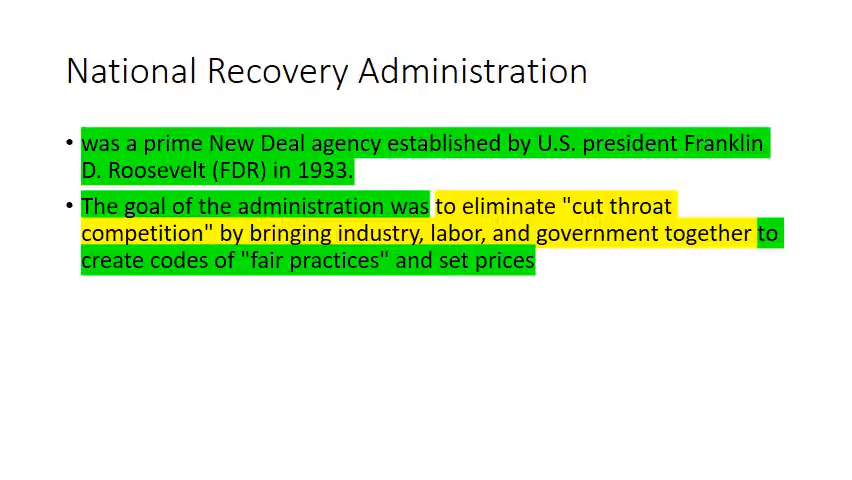 National Recovery Administration
• was a prime New Deal agency established by U.S. president Franklin
D. Roosevelt (FDR) in 1933.
• The goal of the administration was to eliminate "cut throat
competition" by bringing industry, labor, and government together to
create codes of "fair practices" and set prices